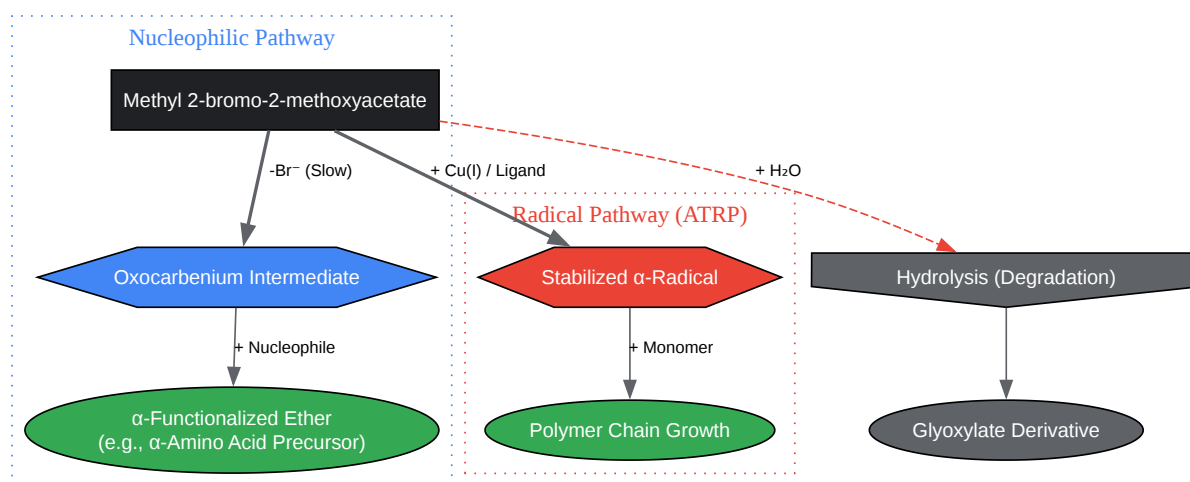 Nucleophilic Pathway
Methyl 2-bromo-2-methoxyacetate
-Br⁻ (Slow)
+ Cu(I) / Ligand
+ H₂O
Radical Pathway (ATRP)
Oxocarbenium Intermediate
Stabilized α-Radical
Hydrolysis (Degradation)
+ Nucleophile
+ Monomer
α-Functionalized Ether
(e.g., α-Amino Acid Precursor)
Polymer Chain Growth
Glyoxylate Derivative